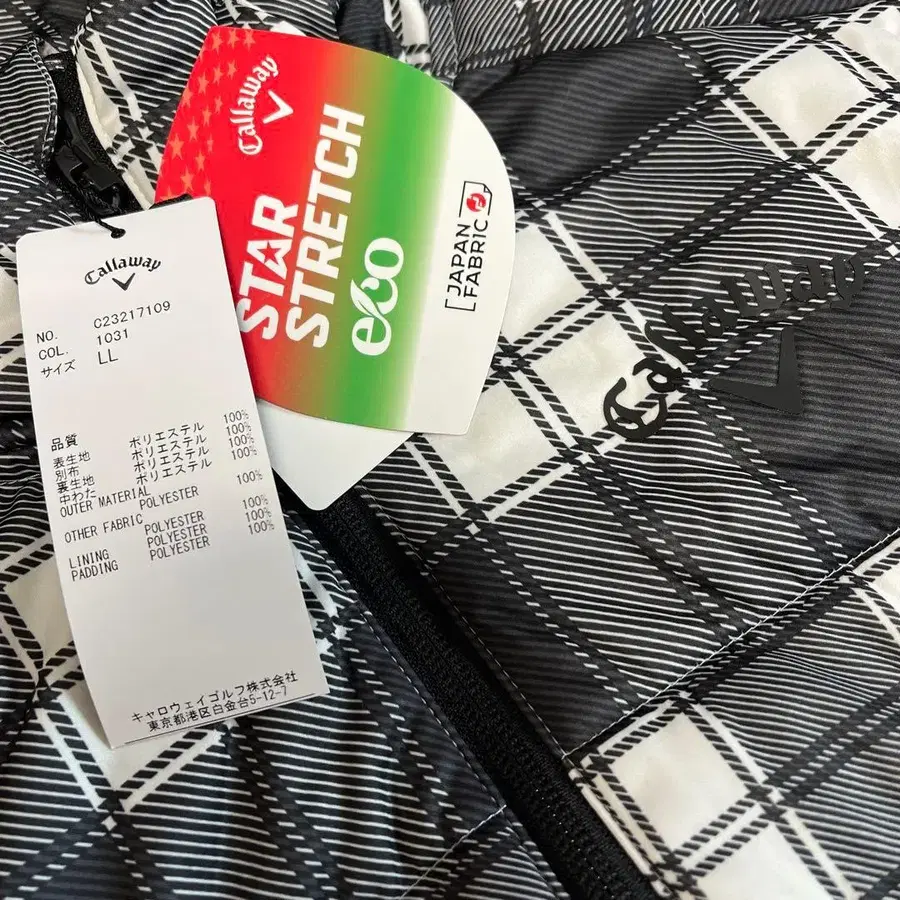 Callaway
STAR
STRETCH
eco
JAPAN
FABRIC
Callaway
NO. C23217109
COL. 1031
サイズ LL
品質
表生地 ポリエステル 100%
別布 ポリエステル 100%
裏生地 ポリエステル 100%
中わた ポリエステル 100%
OUTER MATERIAL
POLYESTER 100%
OTHER FABRIC
POLYESTER 100%
LINING POLYESTER 100%
PADDING POLYESTER 100%
キャロウェイゴルフ株式会社
東京都港区白金台5-12-7
Callaway